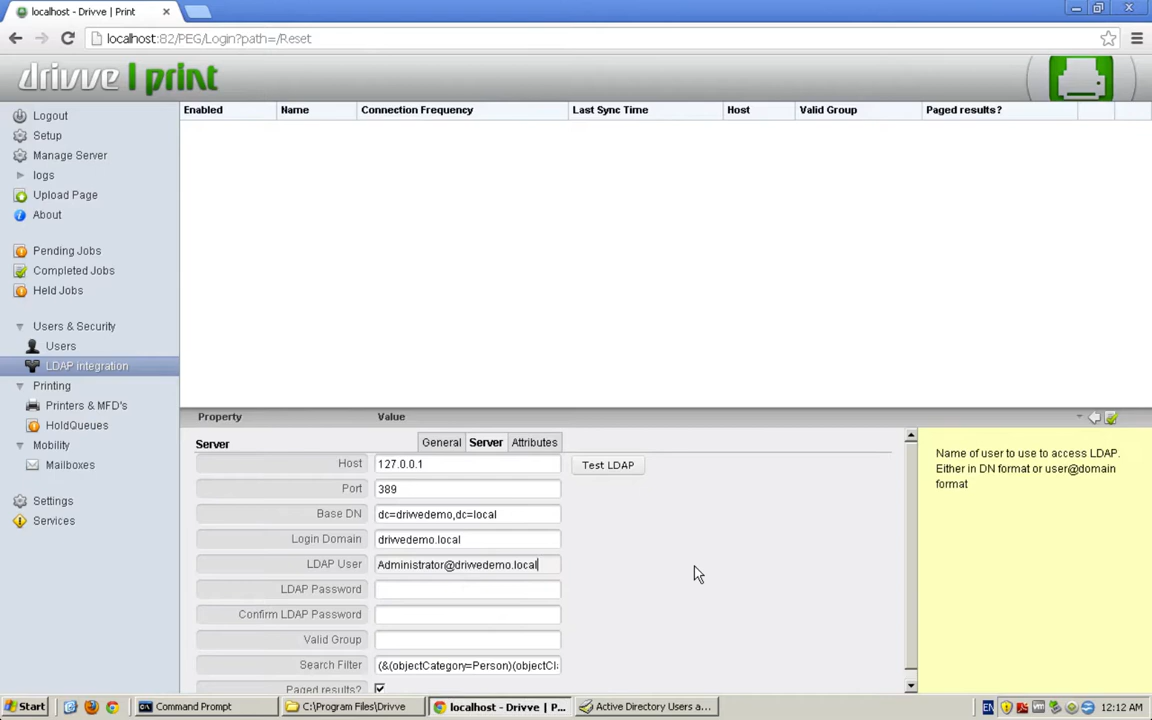 localhost - Drivve | Print
localhost:82/PEG/Login?path=/Reset
drivve | print
Logout
Setup
Manage Server
logs
Upload Page
About
Pending Jobs
Completed Jobs
Held Jobs
Users & Security
Users
LDAP integration
Printing
Printers & MFD's
HoldQueues
Mobility
Mailboxes
Settings
Services
Enabled Name Connection Frequency Last Sync Time Host Valid Group Paged results?
Property Value
Server General Server Attributes
Host 127.0.0.1 Test LDAP
Port 389
Base DN dc=drivvedemo,dc=local
Login Domain drivvedemo.local
LDAP User Administrator@drivvedemo.local
LDAP Password
Confirm LDAP Password
Valid Group
Search Filter (&(objectCategory=Person)(objectCl
Paged results?
Name of user to use to access LDAP.
Either in DN format or user@domain
format
Start Command Prompt C:\Program Files\Drivve localhost - Drivve | P... Active Directory Users a... EN 12:12 AM